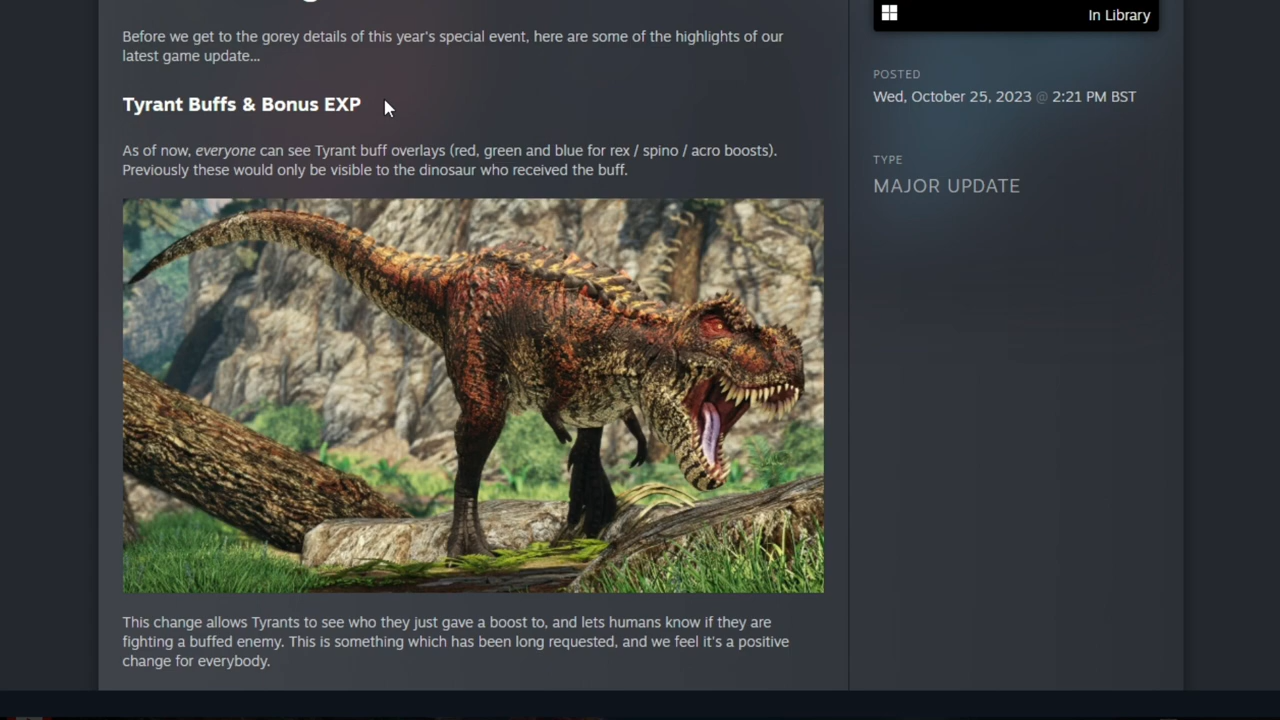 Before we get to the gorey details of this year's special event, here are some of the highlights of our
latest game update...
Tyrant Buffs & Bonus EXP
As of now, everyone can see Tyrant buff overlays (red, green and blue for rex / spino / acro boosts).
Previously these would only be visible to the dinosaur who received the buff.
This change allows Tyrants to see who they just gave a boost to, and lets humans know if they are
fighting a buffed enemy. This is something which has been long requested, and we feel it's a positive
change for everybody.
In Library
POSTED
Wed, October 25, 2023 @ 2:21 PM BST
TYPE
MAJOR UPDATE